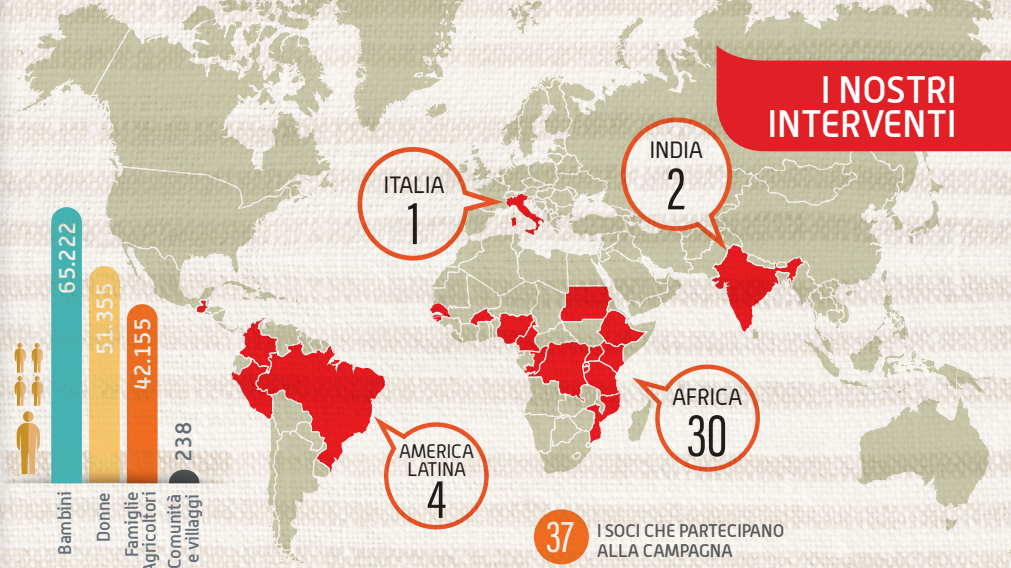 I NOSTRI
INTERVENTI
ITALIA
1
INDIA
2
AFRICA
30
AMERICA
LATINA
4
65.222
51.355
42.155
238
Bambini
Donne
Famiglie
Agricoltori
Comunità
e villaggi
37
I SOCI CHE PARTECIPANO
ALLA CAMPAGNA